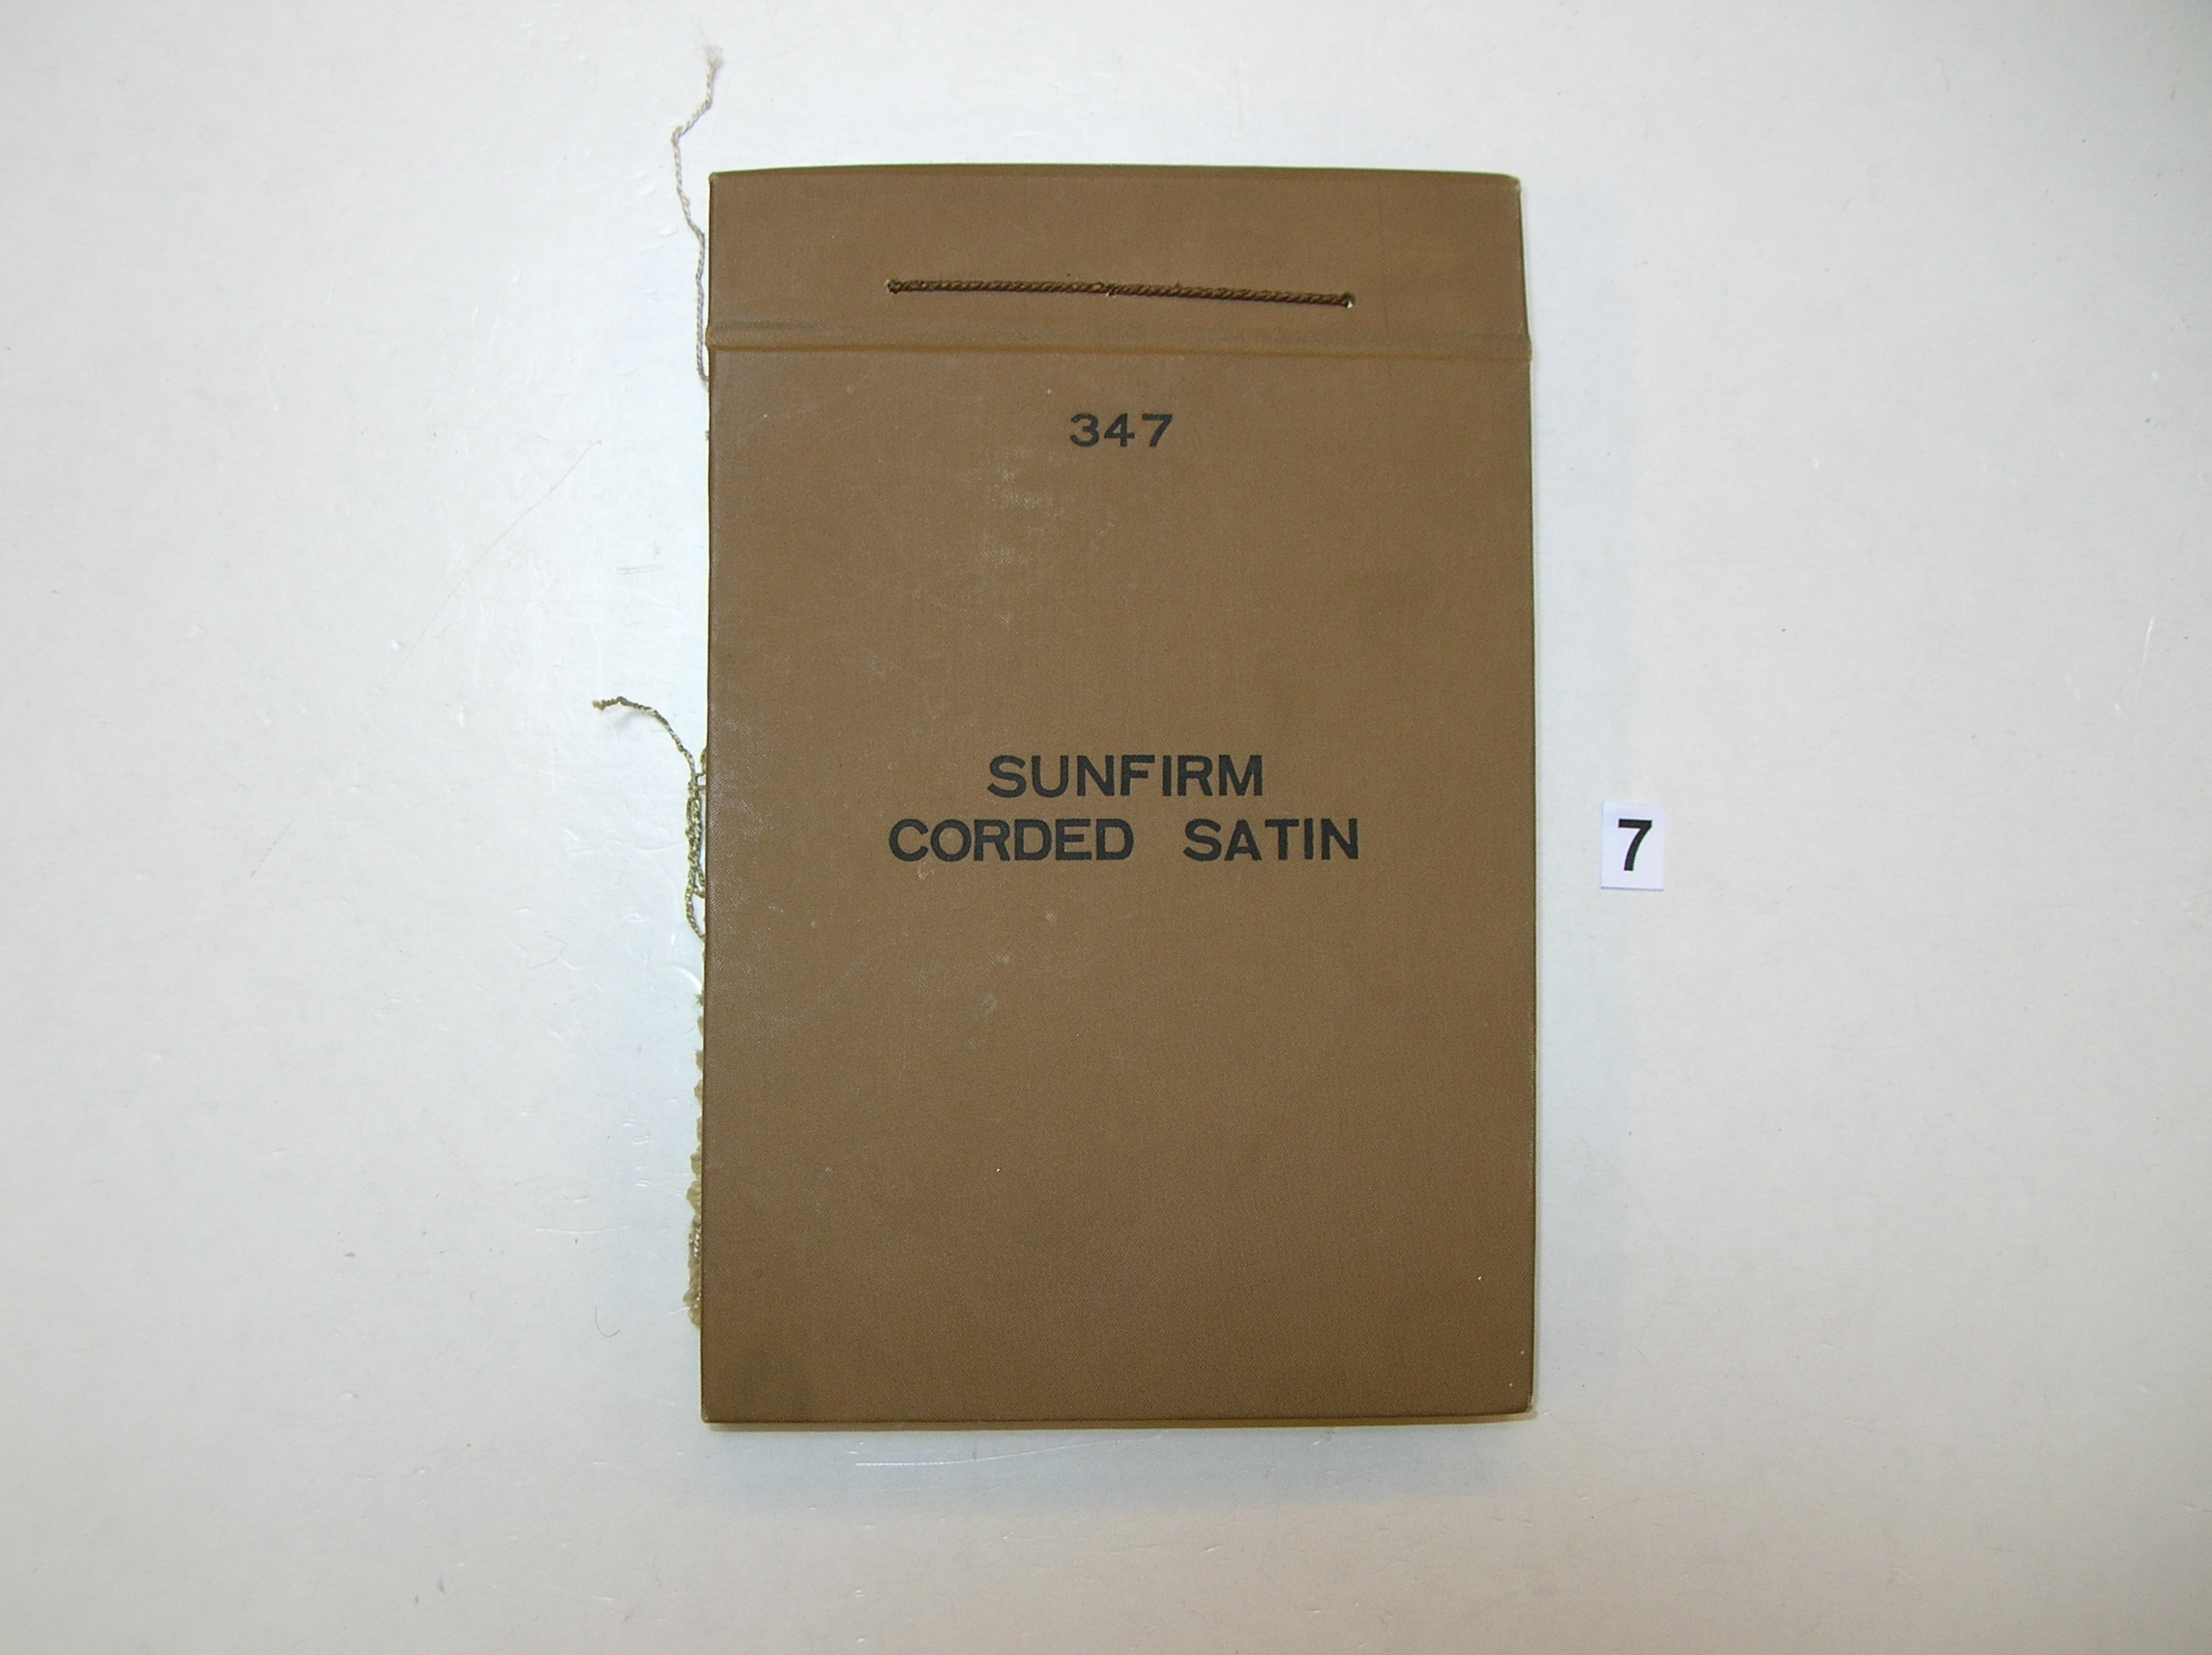 347
SUNFIRM
CORDED SATIN
7